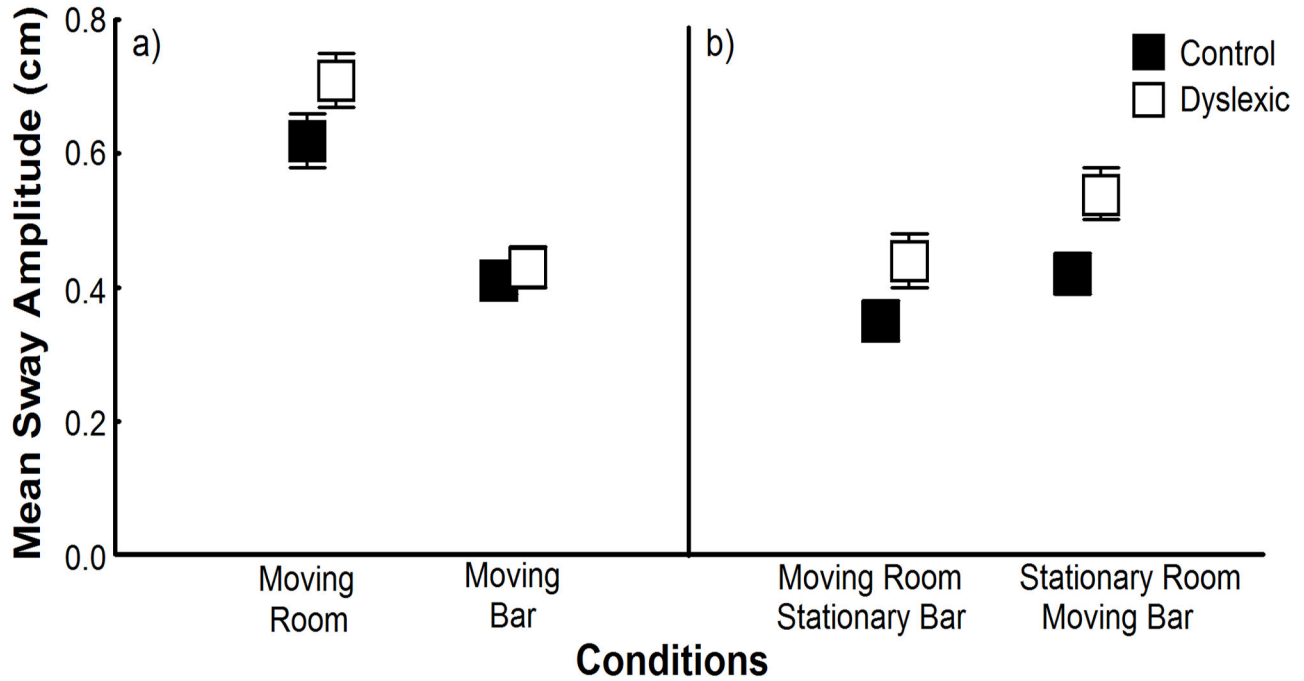 Mean Sway Amplitude (cm)
0.8
0.6
0.4
0.2
0.0
a)
b)
Control
Dyslexic
Moving
Room
Moving
Bar
Moving Room
Stationary Bar
Stationary Room
Moving Bar
Conditions